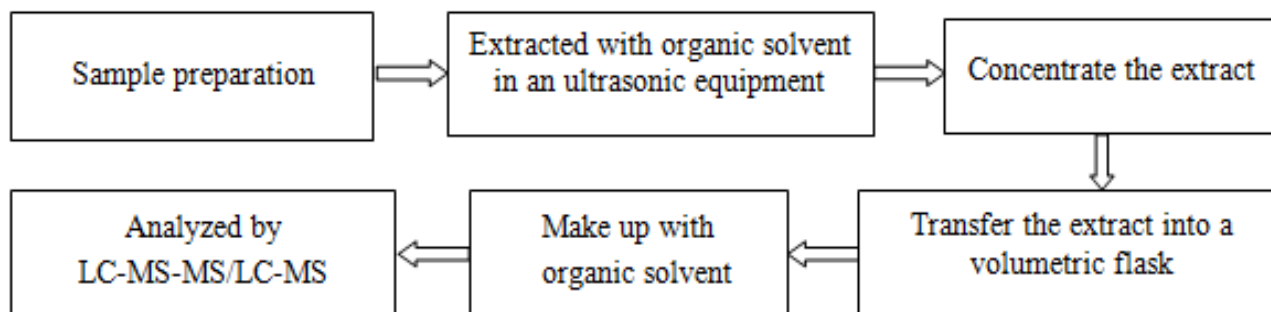 Sample preparation
Extracted with organic solvent
in an ultrasonic equipment
Concentrate the extract
Transfer the extract into a
volumetric flask
Make up with
organic solvent
Analyzed by
LC-MS-MS/LC-MS